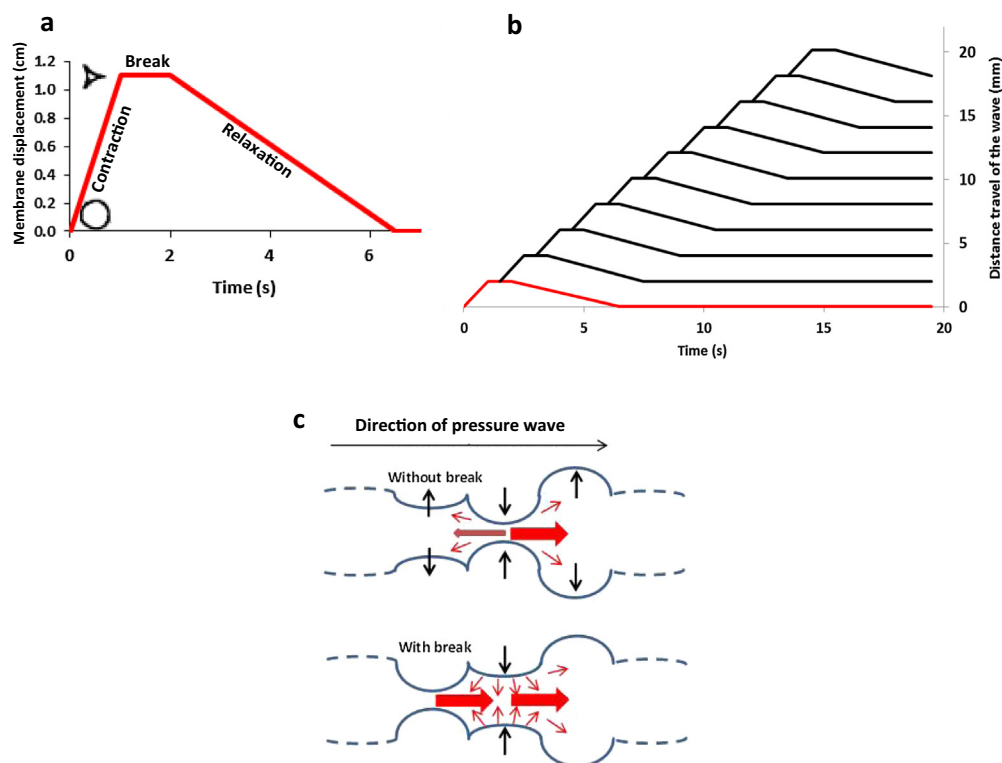 a
Membrane displacement (cm)
1.2
1.0
0.8
0.6
0.4
0.2
0.0
Break
Contraction
Relaxation
0
2
4
6
Time (s)
b
20
15
10
5
0
Distance travel of the wave (mm)
0
5
10
15
20
Time (s)
c
Direction of pressure wave
Without break
With break